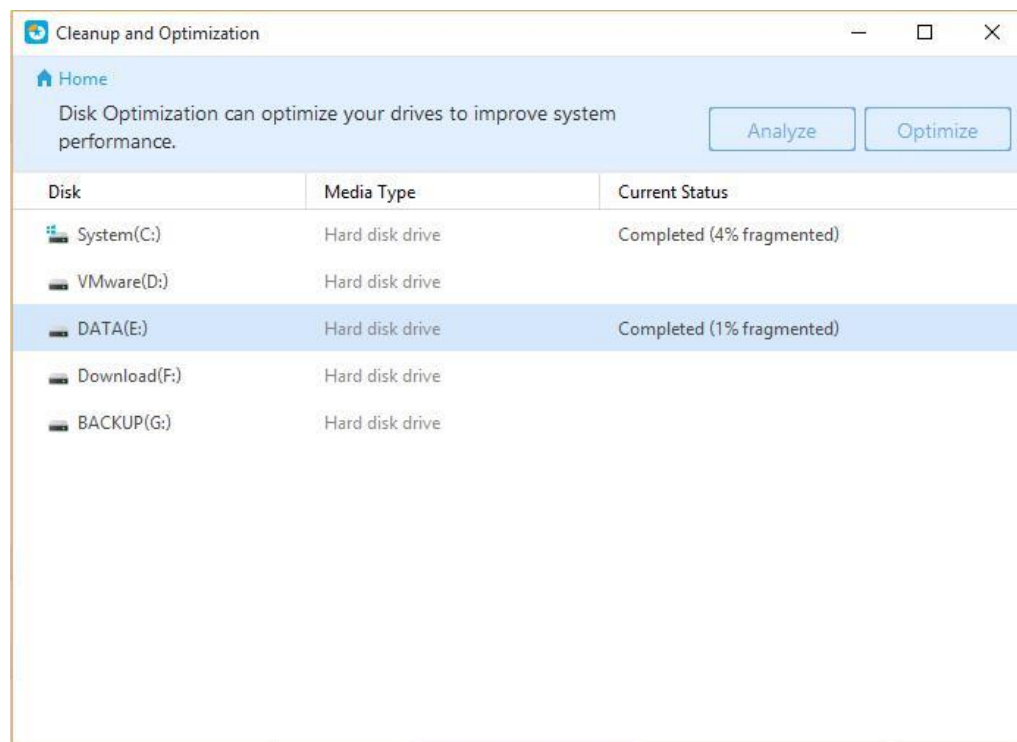 Cleanup and Optimization
Home
Disk Optimization can optimize your drives to improve system
performance.
Analyze
Optimize
Disk Media Type Current Status
System(C:) Hard disk drive Completed (4% fragmented)
VMware(D:) Hard disk drive
DATA(E:) Hard disk drive Completed (1% fragmented)
Download(F:) Hard disk drive
BACKUP(G:) Hard disk drive